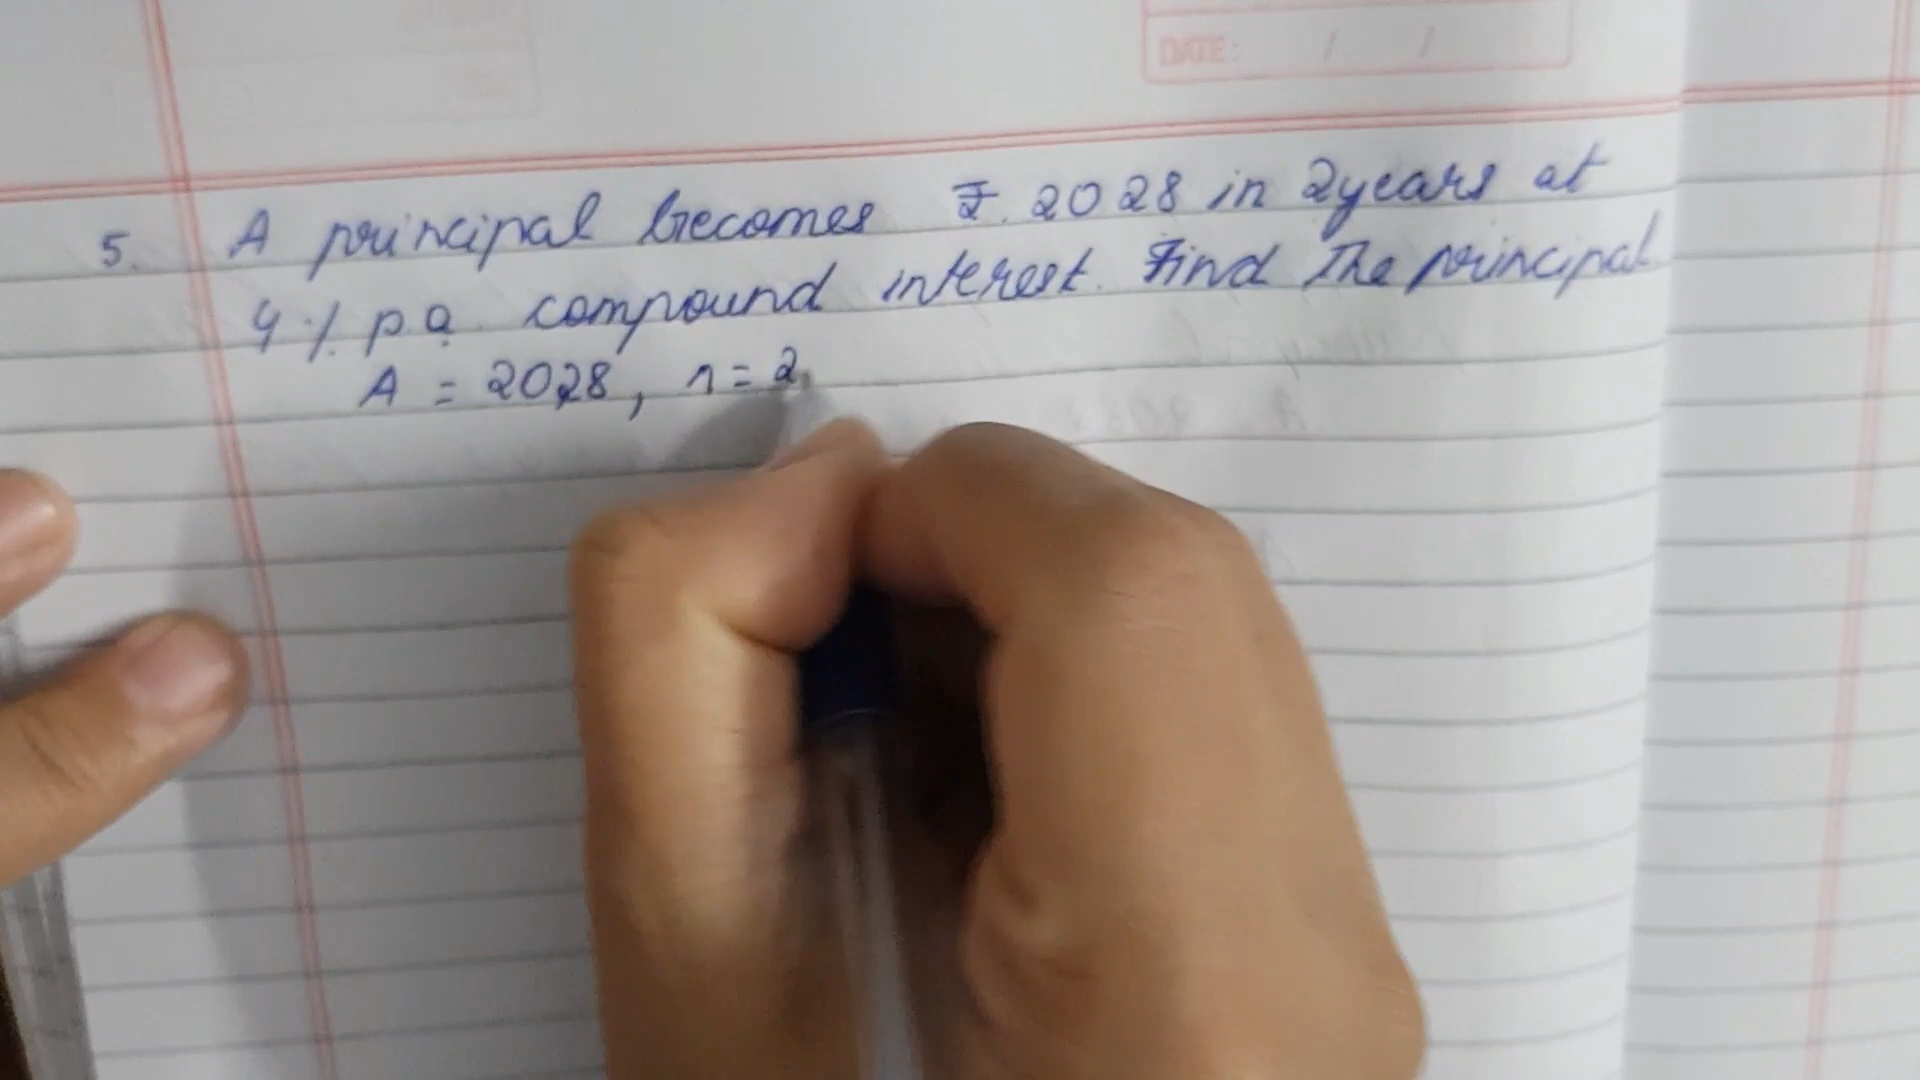 DATE: / /
5. A principal becomes ₹. 2028 in 2years at
4 % p.a. compound interest. Find The principal
A = 2028, n = 2